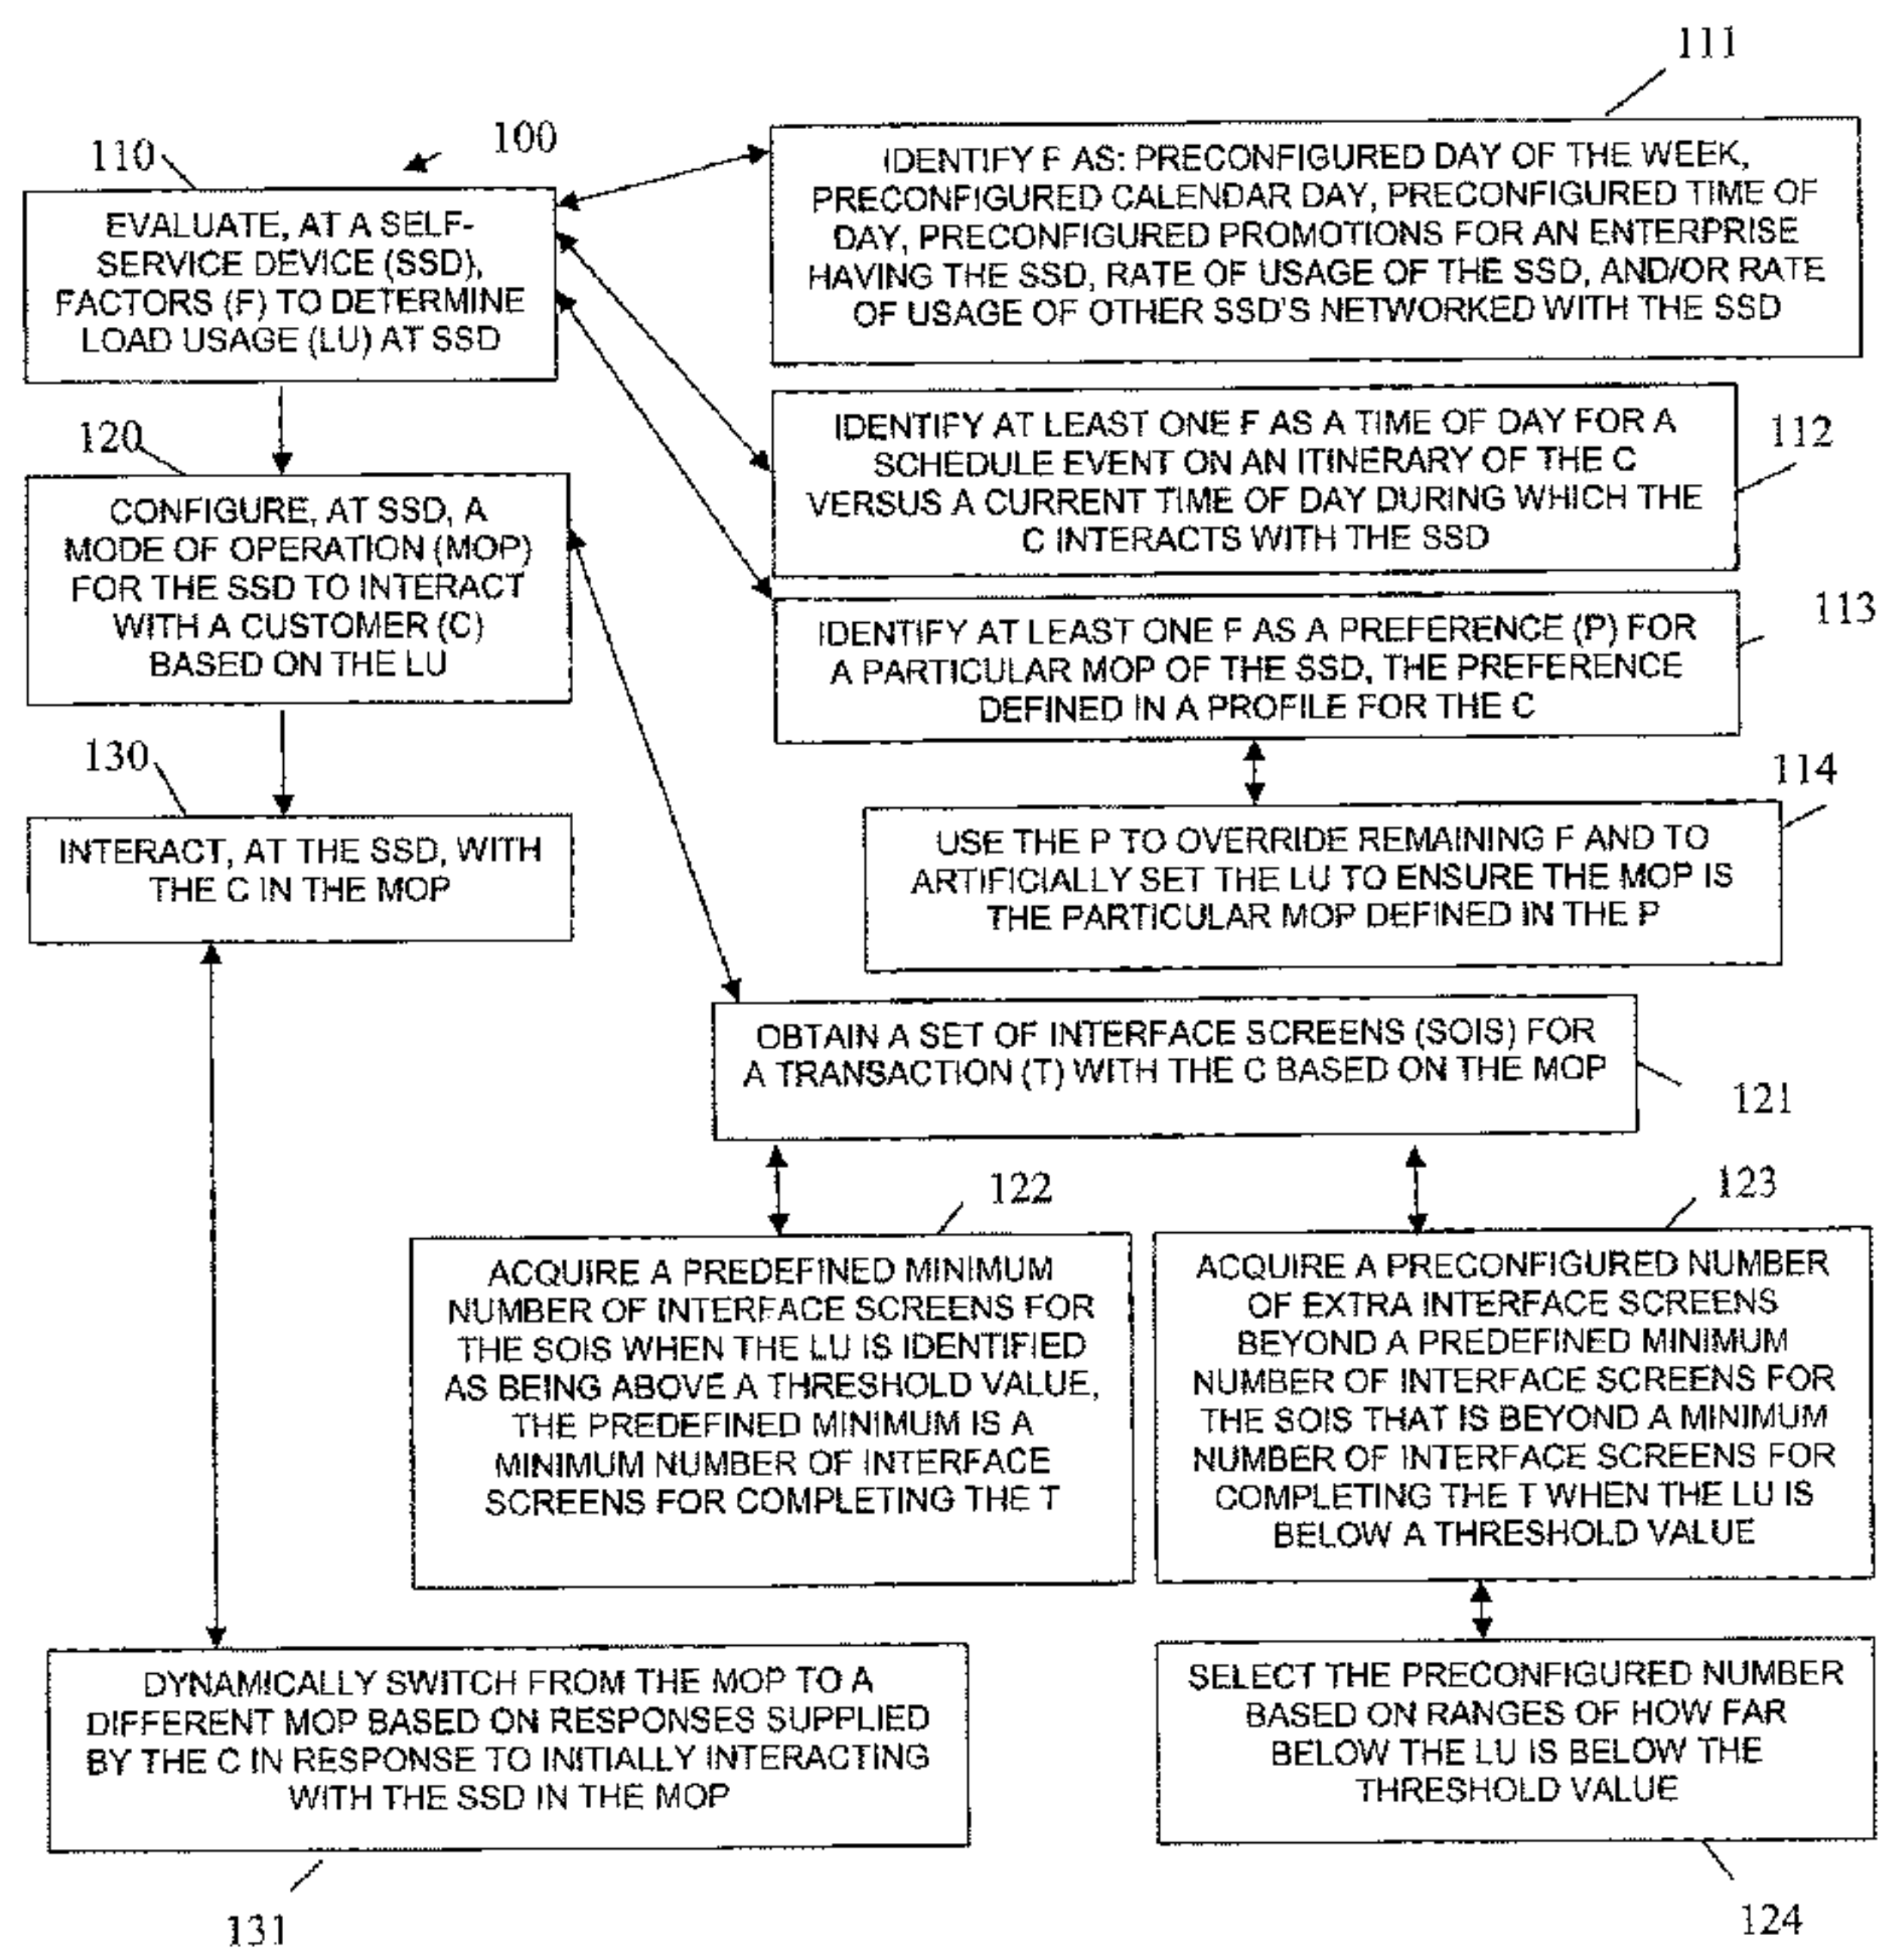 111
100
110
IDENTIFY F AS: PRECONFIGURED DAY OF THE WEEK,
PRECONFIGURED CALENDAR DAY, PRECONFIGURED TIME OF
DAY, PRECONFIGURED PROMOTIONS FOR AN ENTERPRISE
HAVING THE SSD, RATE OF USAGE OF THE SSD, AND/OR RATE
OF USAGE OF OTHER SSD'S NETWORKED WITH THE SSD
EVALUATE, AT A SELF-
SERVICE DEVICE (SSD),
FACTORS (F) TO DETERMINE
LOAD USAGE (LU) AT SSD
120
IDENTIFY AT LEAST ONE F AS A TIME OF DAY FOR A
SCHEDULE EVENT ON AN ITINERARY OF THE C
VERSUS A CURRENT TIME OF DAY DURING WHICH THE
C INTERACTS WITH THE SSD
112
CONFIGURE, AT SSD, A
MODE OF OPERATION (MOP)
FOR THE SSD TO INTERACT
WITH A CUSTOMER (C)
BASED ON THE LU
113
IDENTIFY AT LEAST ONE F AS A PREFERENCE (P) FOR
A PARTICULAR MOP OF THE SSD, THE PREFERENCE
DEFINED IN A PROFILE FOR THE C
130
114
INTERACT, AT THE SSD, WITH
THE C IN THE MOP
USE THE P TO OVERRIDE REMAINING F AND TO
ARTIFICIALLY SET THE LU TO ENSURE THE MOP IS
THE PARTICULAR MOP DEFINED IN THE P
OBTAIN A SET OF INTERFACE SCREENS (SOIS) FOR
A TRANSACTION (T) WITH THE C BASED ON THE MOP
121
122
123
ACQUIRE A PREDEFINED MINIMUM
NUMBER OF INTERFACE SCREENS FOR
THE SOIS WHEN THE LU IS IDENTIFIED
AS BEING ABOVE A THRESHOLD VALUE,
THE PREDEFINED MINIMUM IS A
MINIMUM NUMBER OF INTERFACE
SCREENS FOR COMPLETING THE T
ACQUIRE A PRECONFIGURED NUMBER
OF EXTRA INTERFACE SCREENS
BEYOND A PREDEFINED MINIMUM
NUMBER OF INTERFACE SCREENS FOR
THE SOIS THAT IS BEYOND A MINIMUM
NUMBER OF INTERFACE SCREENS FOR
COMPLETING THE T WHEN THE LU IS
BELOW A THRESHOLD VALUE
DYNAMICALLY SWITCH FROM THE MOP TO A
DIFFERENT MOP BASED ON RESPONSES SUPPLIED
BY THE C IN RESPONSE TO INITIALLY INTERACTING
WITH THE SSD IN THE MOP
SELECT THE PRECONFIGURED NUMBER
BASED ON RANGES OF HOW FAR
BELOW THE LU IS BELOW THE
THRESHOLD VALUE
131
124